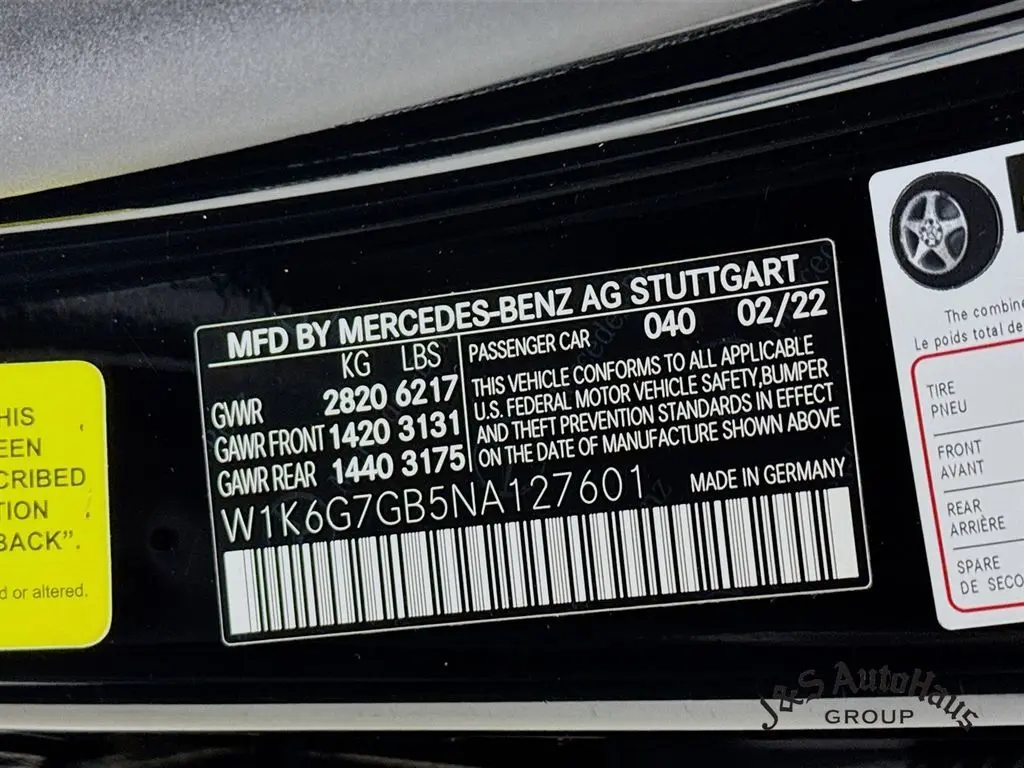 MFD BY MERCEDES-BENZ AG STUTTGART
KG LBS
GVWR 2820 6217
GAWR FRONT 1420 3131
GAWR REAR 1440 3175
PASSENGER CAR 040 02/22
THIS VEHICLE CONFORMS TO ALL APPLICABLE
U.S. FEDERAL MOTOR VEHICLE SAFETY,BUMPER
AND THEFT PREVENTION STANDARDS IN EFFECT
ON THE DATE OF MANUFACTURE SHOWN ABOVE
W1K6G7GB5NA127601 MADE IN GERMANY
HIS
EEN
CRIBED
TION
BACK”.
d or altered.
The combine
Le poids total de
TIRE
PNEU
FRONT
AVANT
REAR
ARRIÈRE
SPARE
DE SECO
J&S AutoHaus
GROUP